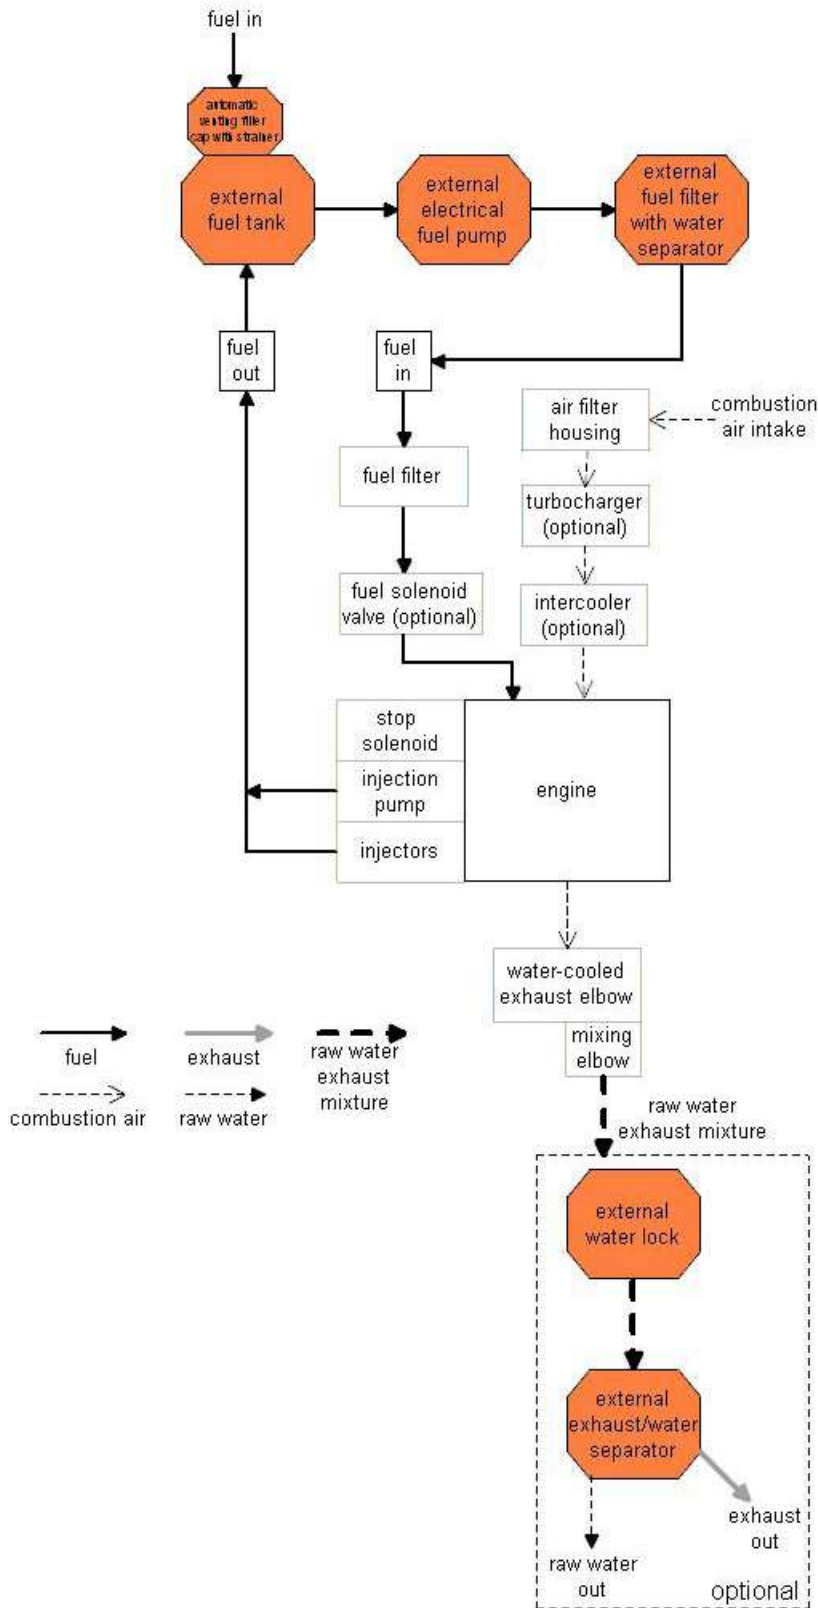 fuel in
automatic
venting filler
cap with strainer
external
fuel tank
external
electrical
fuel pump
external
fuel filter
with water
separator
fuel
out
fuel
in
air filter
housing
combustion
air intake
fuel filter
turbocharger
(optional)
fuel solenoid
valve (optional)
intercooler
(optional)
stop
solenoid
injection
pump
injectors
engine
water-cooled
exhaust elbow
mixing
elbow
fuel
exhaust
raw water
exhaust
mixture
combustion air
raw water
raw water
exhaust mixture
external
water lock
external
exhaust/water
separator
exhaust
out
raw water
out
optional